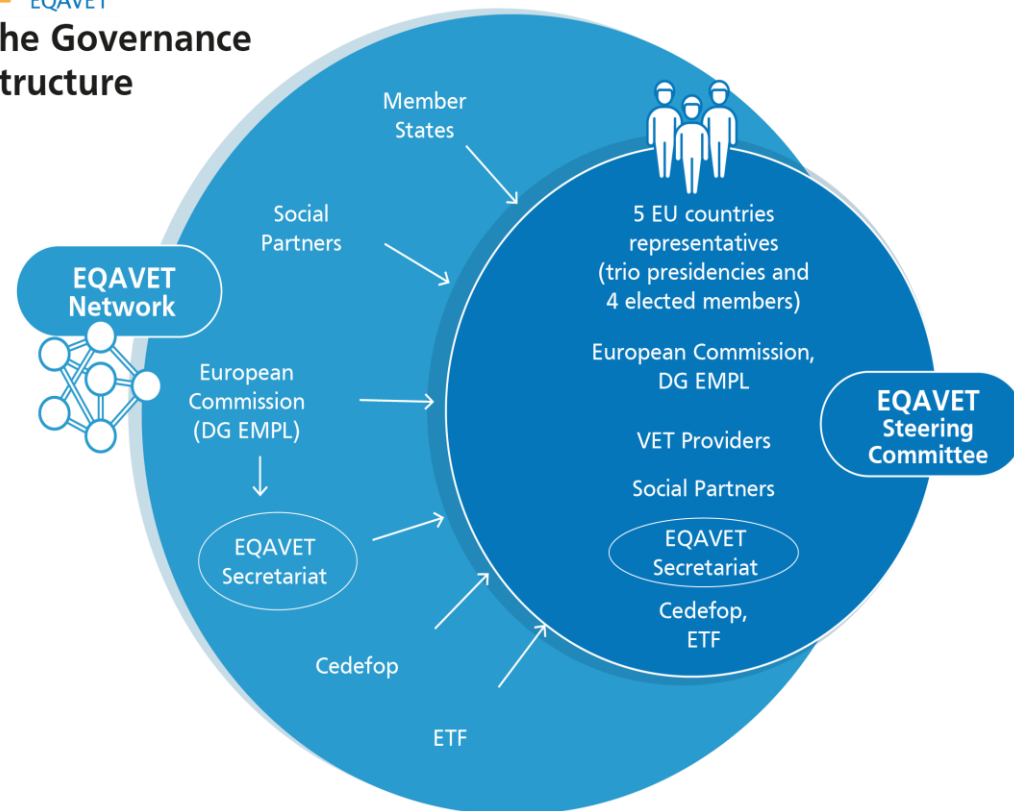 EQAVET
he Governance
tructure
Member
States
Social
Partners
EQAVET
Network
European
Commission
(DG EMPL)
EQAVET
Secretariat
Cedefop
ETF
5 EU countries
representatives
(trio presidencies and
4 elected members)
European Commission,
DG EMPL
VET Providers
Social Partners
EQAVET
Secretariat
Cedefop,
ETF
EQAVET
Steering
Committee